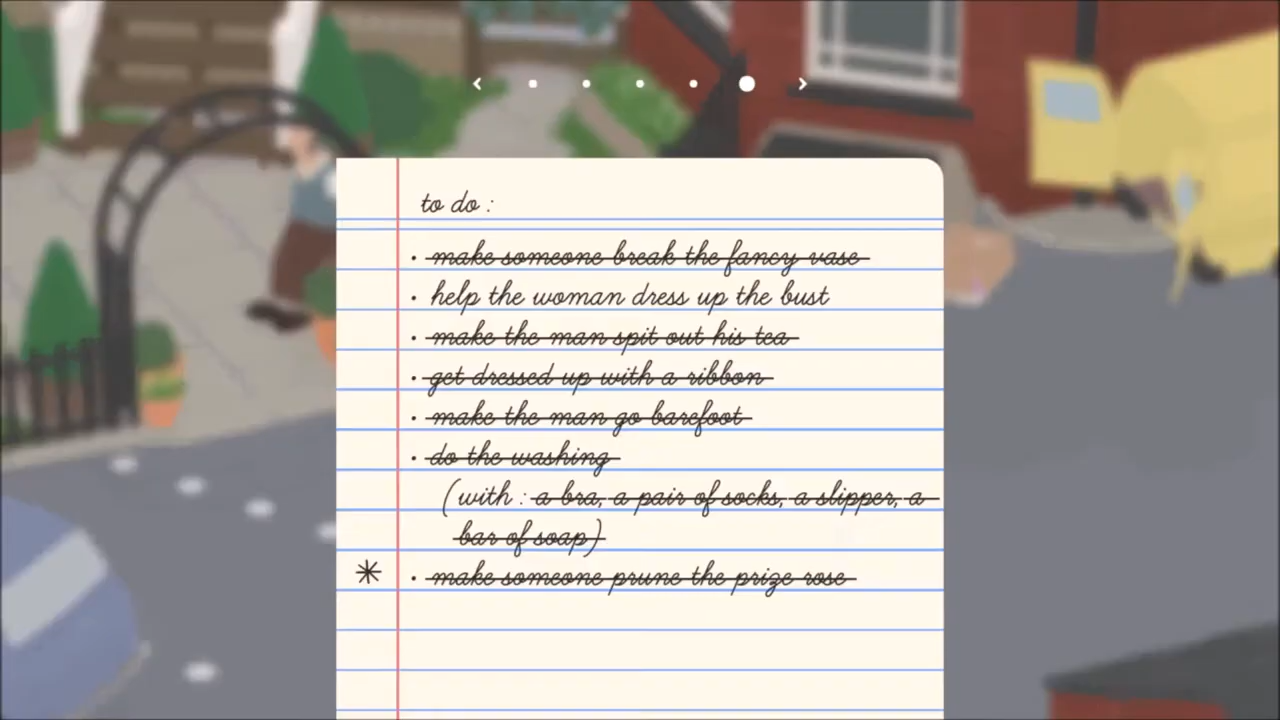 to do :
• make someone break the fancy vase
• help the woman dress up the bust
• make the man spit out his tea
• get dressed up with a ribbon
• make the man go barefoot
• do the washing
(with : a bra, a pair of socks, a slipper, a
bar of soap)
* • make someone prune the prize rose